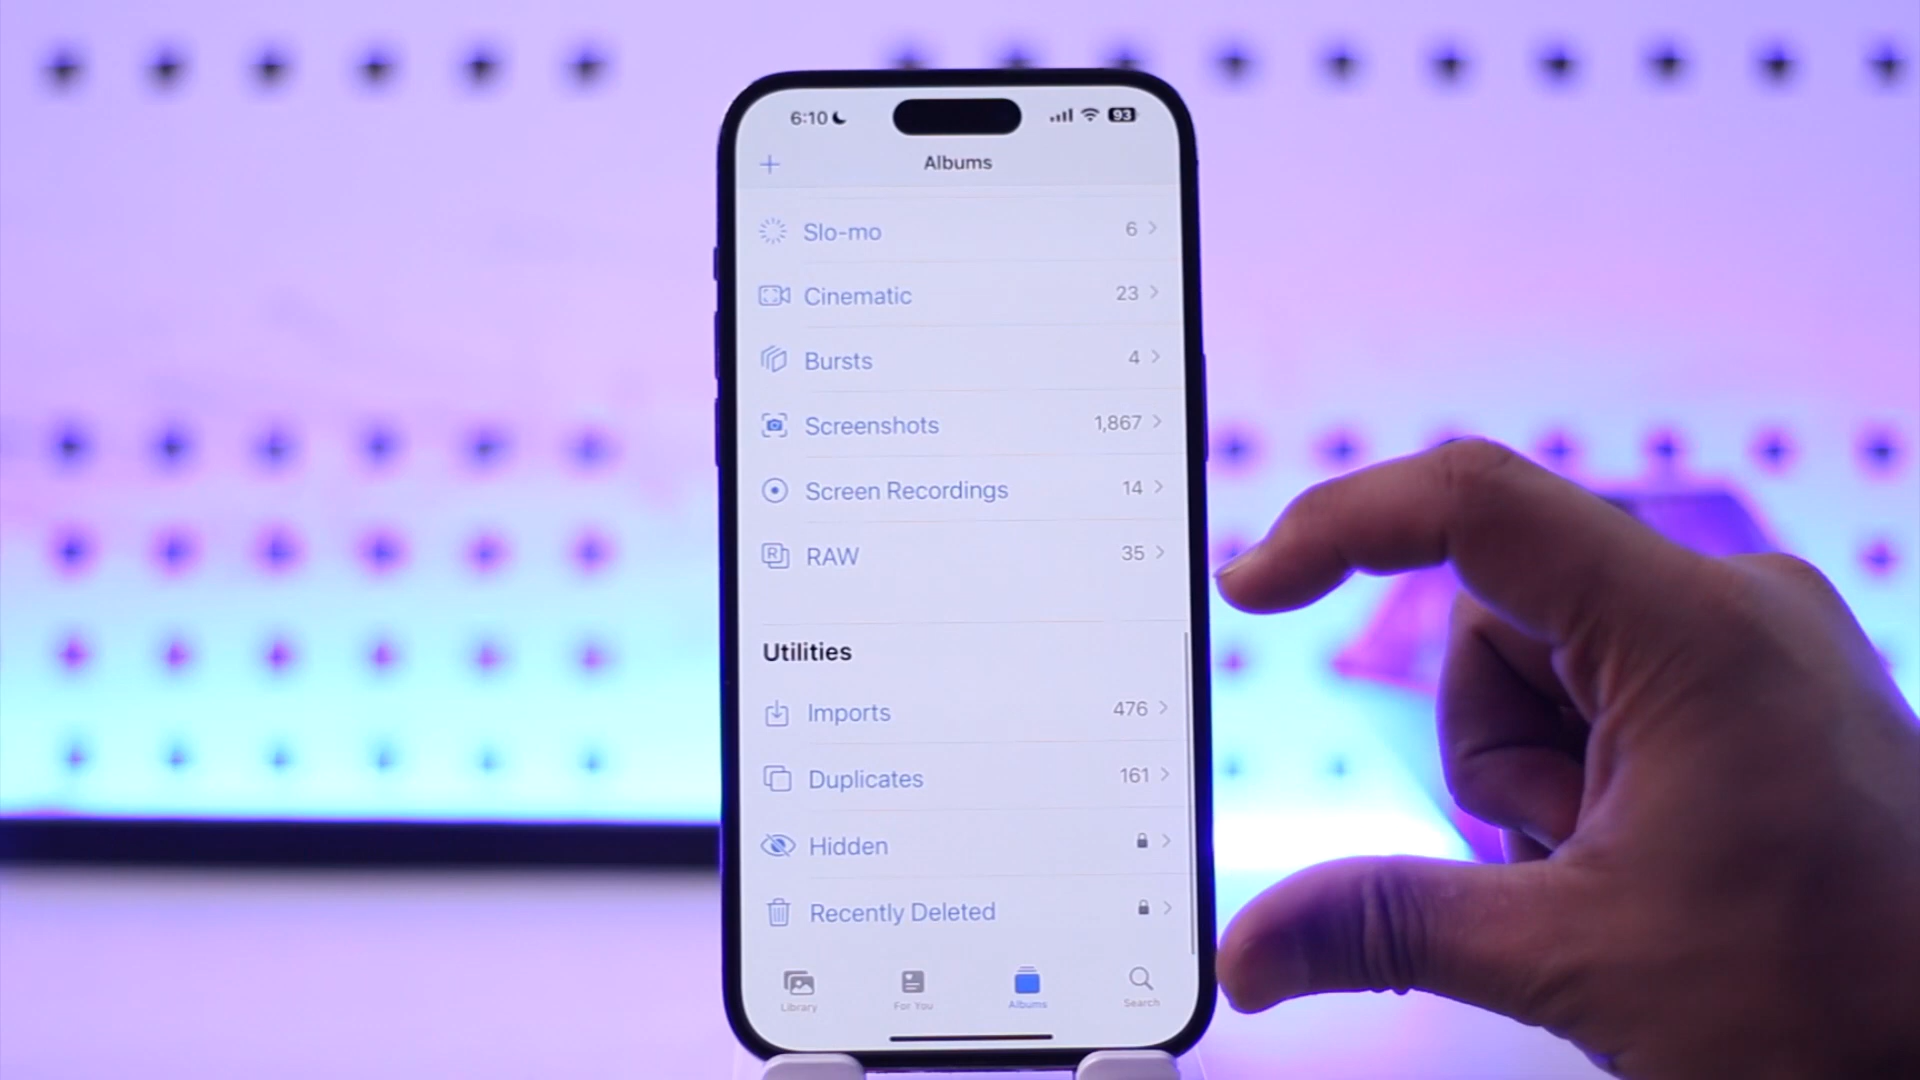 6:10
93
Albums
Slo-mo 6
Cinematic 23
Bursts 4
Screenshots 1,867
Screen Recordings 14
RAW 35
Utilities
Imports 476
Duplicates 161
Hidden
Recently Deleted
Library For You Albums Search